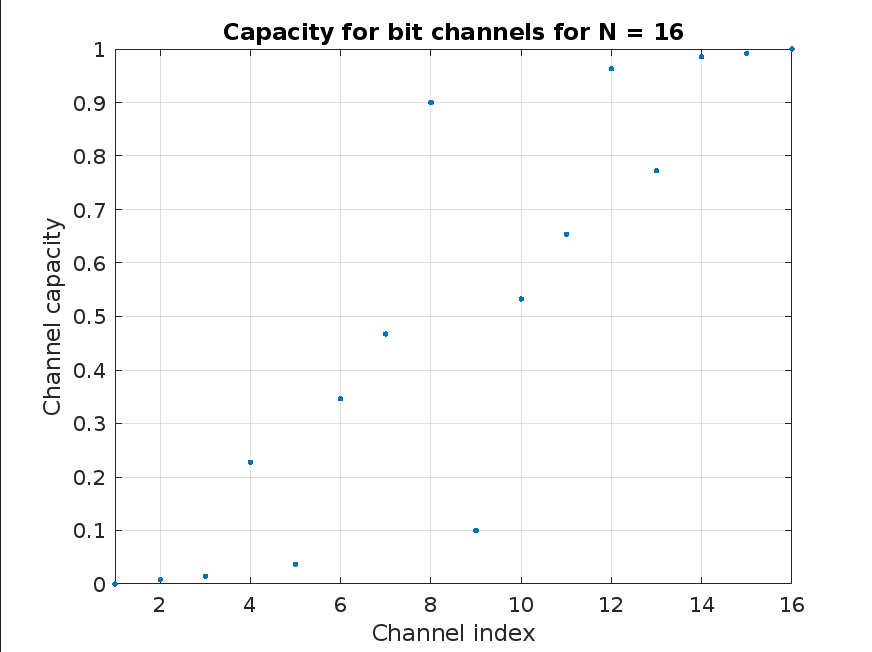 Capacity for bit channels for N = 16
Channel capacity
1
0.9
0.8
0.7
0.6
0.5
0.4
0.3
0.2
0.1
0
2 4 6 8 10 12 14 16
Channel index